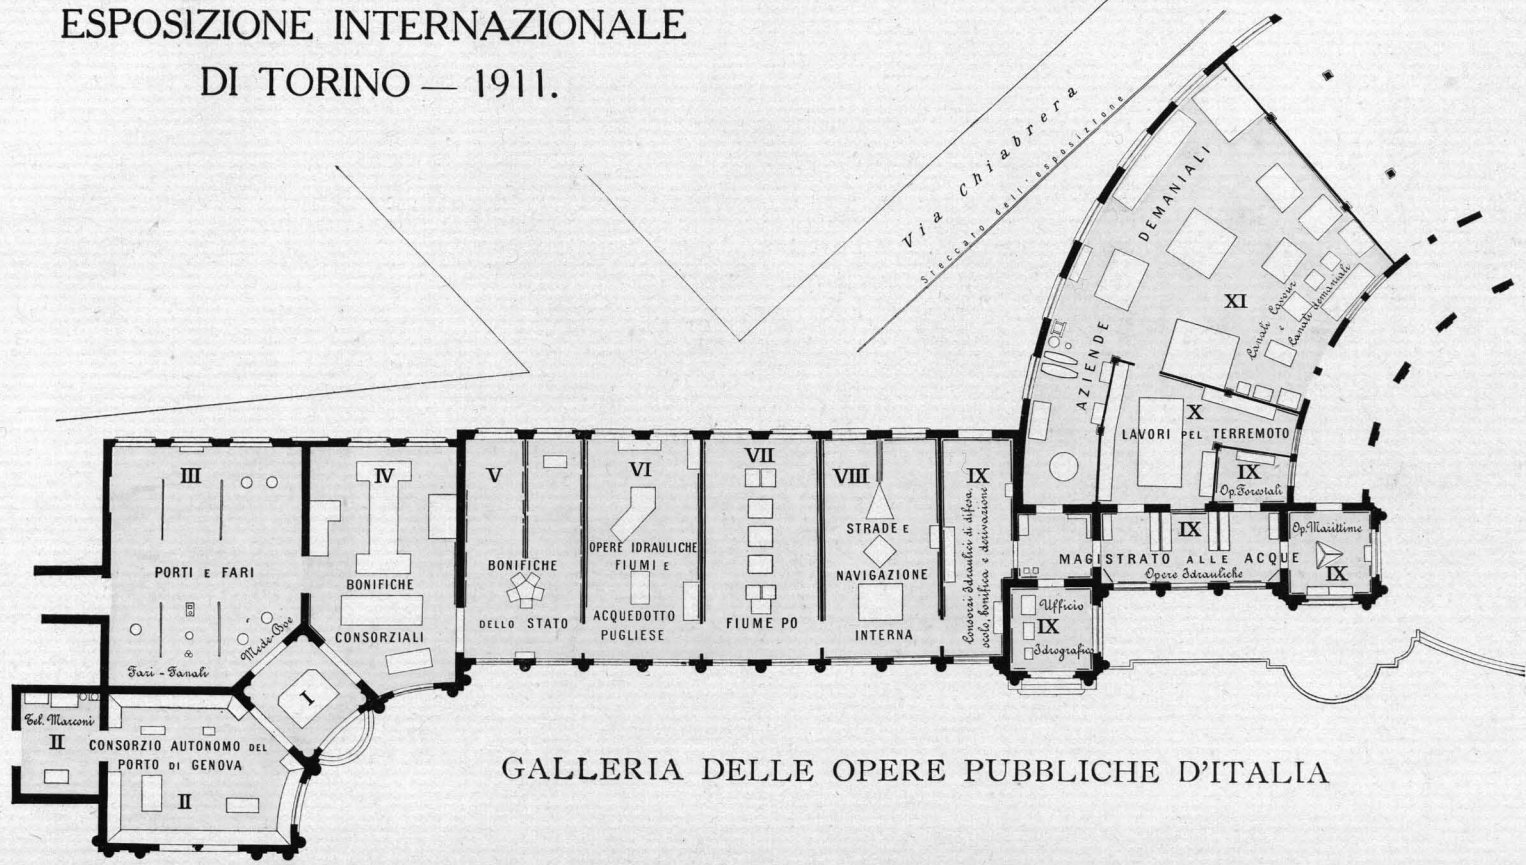 ESPOSIZIONE INTERNAZIONALE
DI TORINO — 1911.
Via Chiabrera
Steccato dell'esposizione
III
PORTI E FARI
Mede-Boe
Fari - Fanali
IV
BONIFICHE
CONSORZIALI
I
Tel. Marconi
II
CONSORZIO AUTONOMO DEL
PORTO DI GENOVA
II
V
BONIFICHE
DELLO STATO
VI
OPERE IDRAULICHE
FIUMI E
ACQUEDOTTO
PUGLIESE
VII
FIUME PO
VIII
STRADE E
NAVIGAZIONE
INTERNA
IX
Consorzi Idraulici di difesa,
scolo, bonifica e derivazione
AZIENDE DEMANIALI
XI
Canali Cavour
e
Canali demaniali
X
LAVORI PEL TERREMOTO
IX
Op. Forestali
IX
MAGISTRATO ALLE ACQUE
Opere Idrauliche
Op. Marittime
IX
Ufficio
IX
Idrografico
GALLERIA DELLE OPERE PUBBLICHE D'ITALIA